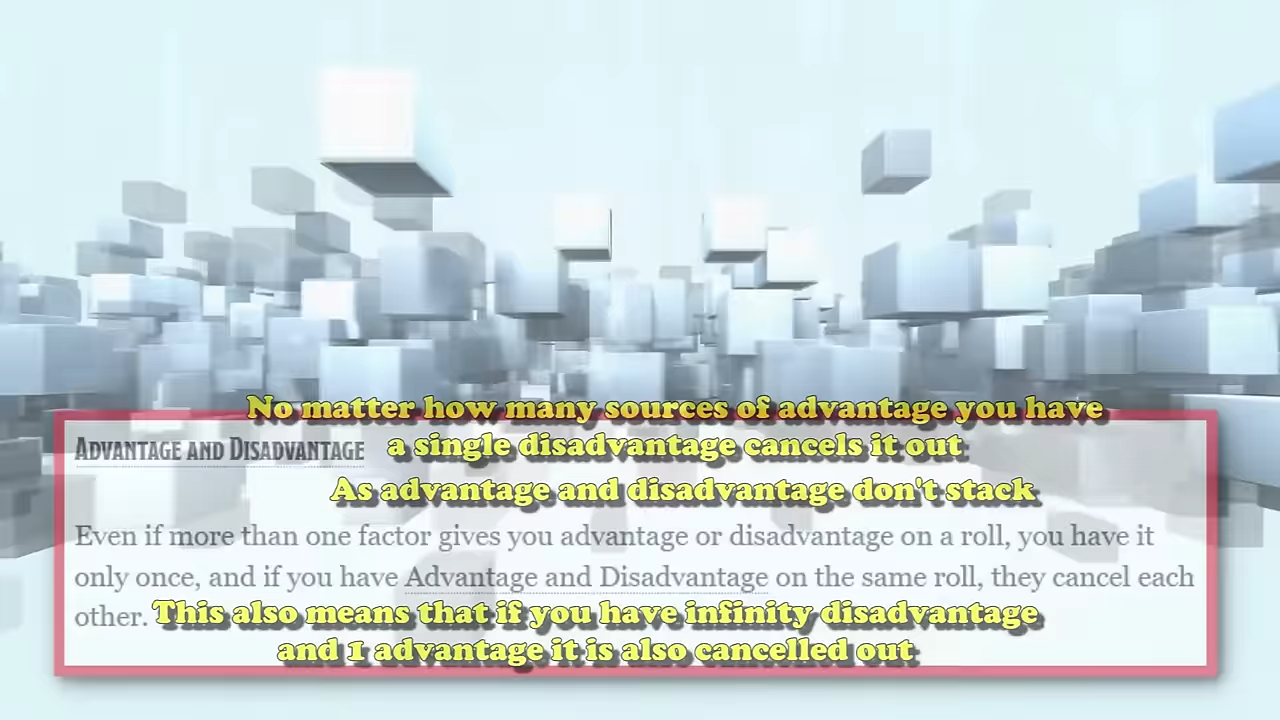 No matter how many sources of advantage you have
Advantage and Disadvantage
a single disadvantage cancels it out
As advantage and disadvantage don't stack
Even if more than one factor gives you advantage or disadvantage on a roll, you have it
only once, and if you have Advantage and Disadvantage on the same roll, they cancel each
other.
This also means that if you have infinity disadvantage
and 1 advantage it is also cancelled out